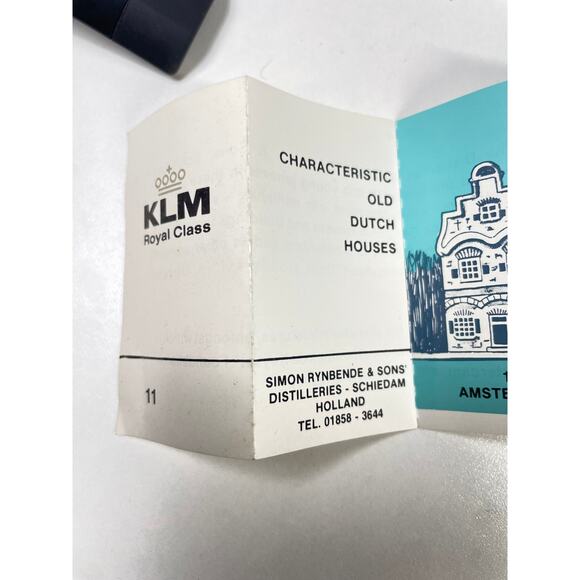 KLM
Royal Class
11
CHARACTERISTIC
OLD
DUTCH
HOUSES
SIMON RYNBENDE & SONS'
DISTILLERIES - SCHIEDAM
HOLLAND
TEL. 01858 - 3644